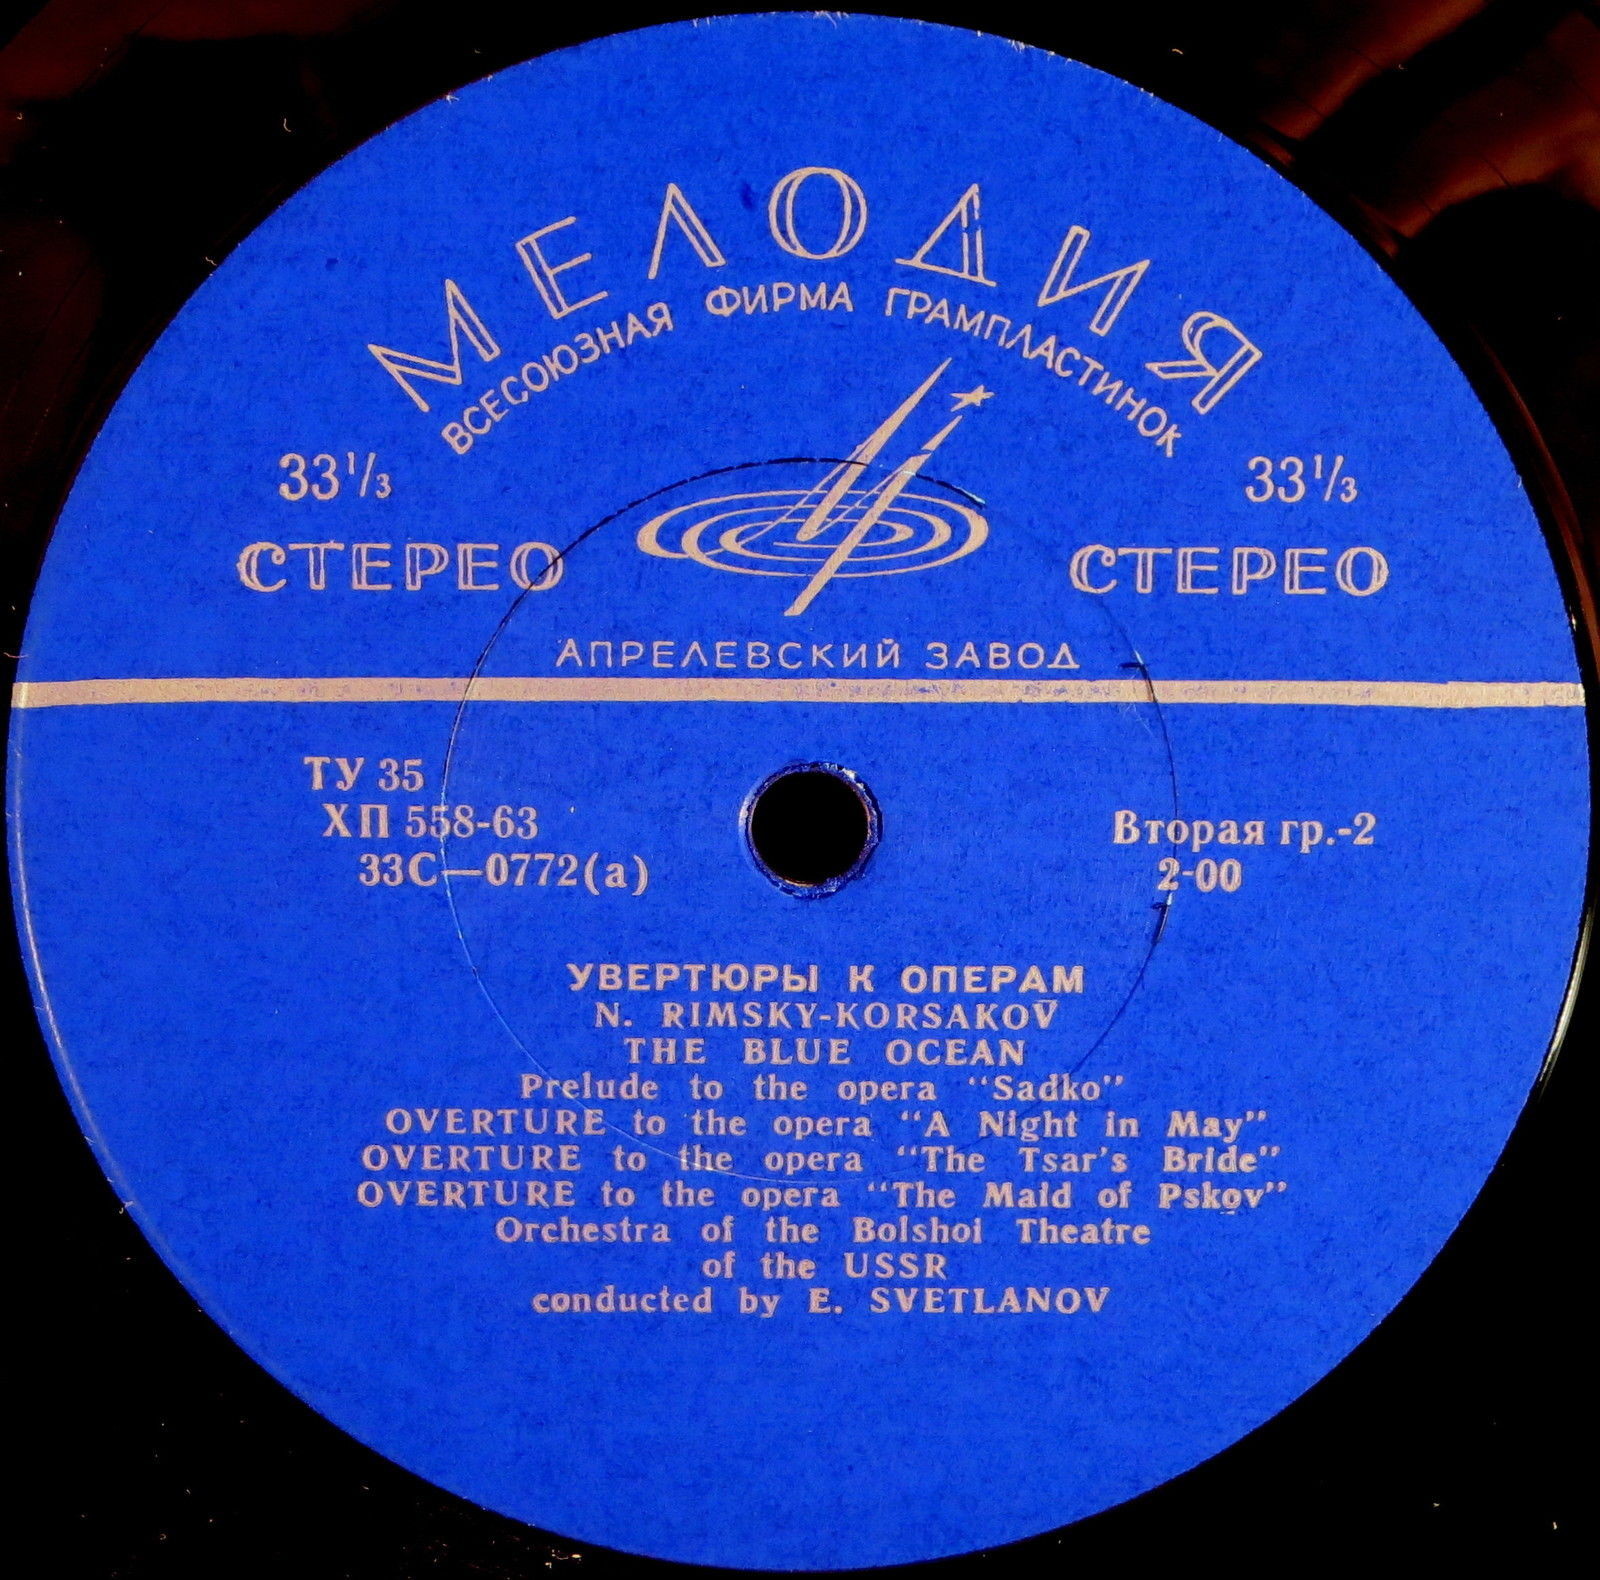 МЕЛОДИЯ
ВСЕСОЮЗНАЯ ФИРМА ГРАМПЛАСТИНОК
33⅓ 33⅓
СТЕРЕО СТЕРЕО
АПРЕЛЕВСКИЙ ЗАВОД
ТУ 35
ХП 558-63
33С—0772(а)
Вторая гр.-2
2-00
УВЕРТЮРЫ К ОПЕРАМ
N. RIMSKY-KORSAKOV
THE BLUE OCEAN
Prelude to the opera "Sadko"
OVERTURE to the opera "A Night in May"
OVERTURE to the opera "The Tsar's Bride"
OVERTURE to the opera "The Maid of Pskov"
Orchestra of the Bolshoi Theatre
of the USSR
conducted by E. SVETLANOV